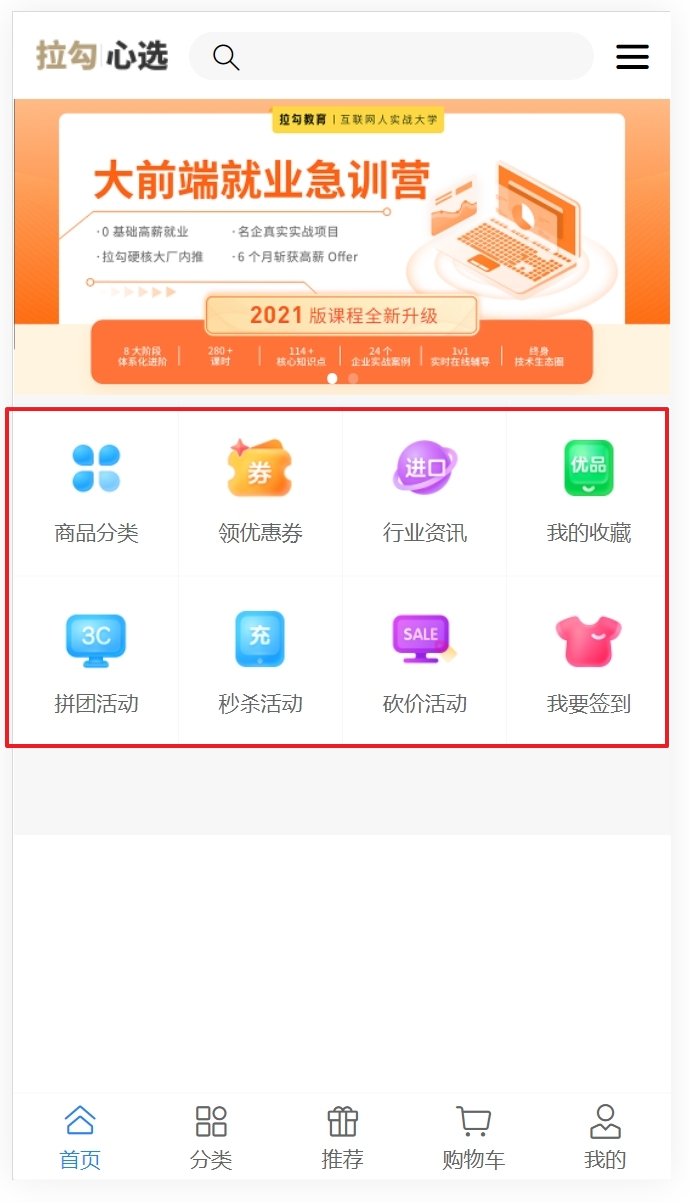 拉勾心选
拉勾教育 | 互联网人实战大学
大前端就业急训营
·0 基础高薪就业 ·名企真实实战项目
·拉勾硬核大厂内推 ·6 个月斩获高薪 Offer
2021 版课程全新升级
8 大阶段 280+ 114+ 24 个 1v1 终身
体系化进阶 课时 核心知识点 企业实战案例 实时在线辅导 技术生态圈
券 进口 优品
商品分类 领优惠券 行业资讯 我的收藏
3C 充 SALE
拼团活动 秒杀活动 砍价活动 我要签到
首页 分类 推荐 购物车 我的